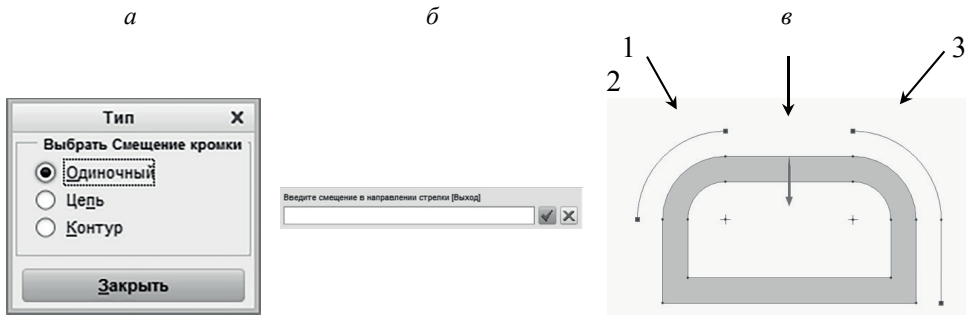 а б в
1
3
2
Тип
Выбрать Смещение кромки
Одиночный
Цепь
Контур
Закрыть
Введите смещение в направлении стрелки [Выход]